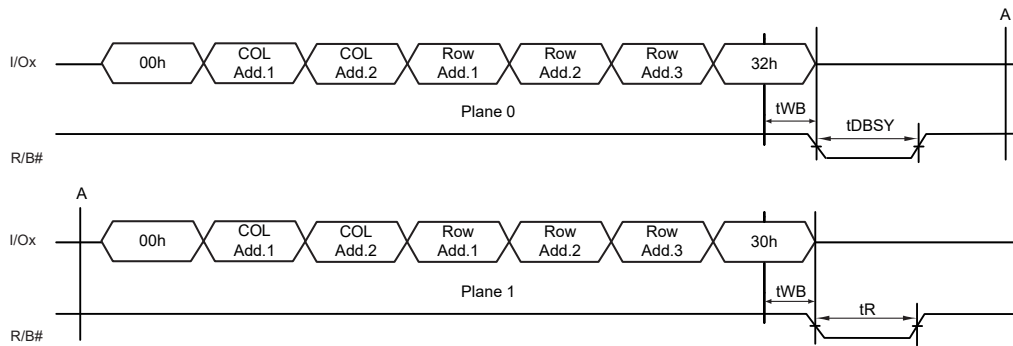 A
I/Ox
00h
COL
Add.1
COL
Add.2
Row
Add.1
Row
Add.2
Row
Add.3
32h
Plane 0
tWB
tDBSY
R/B#
A
I/Ox
00h
COL
Add.1
COL
Add.2
Row
Add.1
Row
Add.2
Row
Add.3
30h
Plane 1
tWB
tR
R/B#